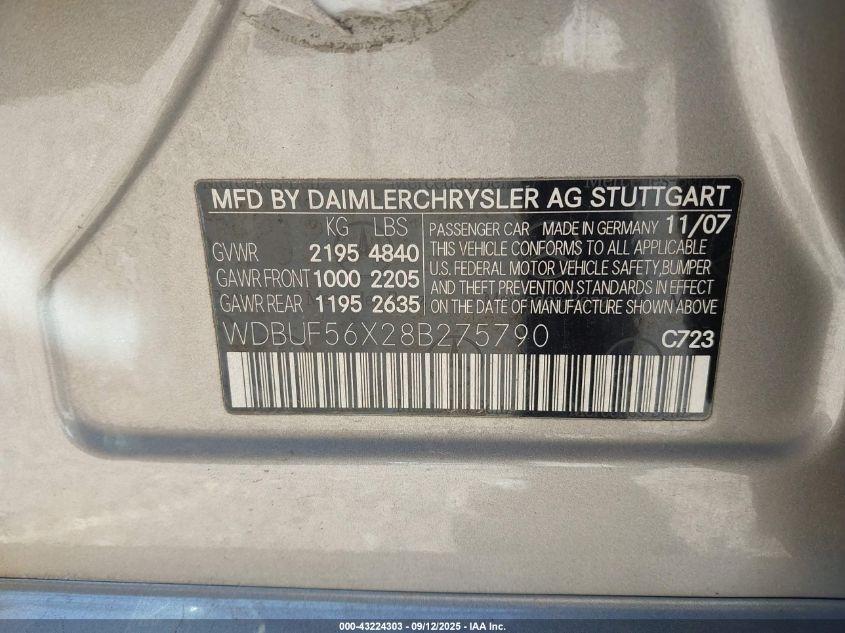 MFD BY DAIMLERCHRYSLER AG STUTTGART
KG LBS
GVWR 2195 4840
GAWR FRONT 1000 2205
GAWR REAR 1195 2635
PASSENGER CAR MADE IN GERMANY 11/07
THIS VEHICLE CONFORMS TO ALL APPLICABLE
U.S. FEDERAL MOTOR VEHICLE SAFETY,BUMPER
AND THEFT PREVENTION STANDARDS IN EFFECT
ON THE DATE OF MANUFACTURE SHOWN ABOVE
WDBUF56X28B275790 C723
000-43224303 - 09/12/2025 - IAA Inc.